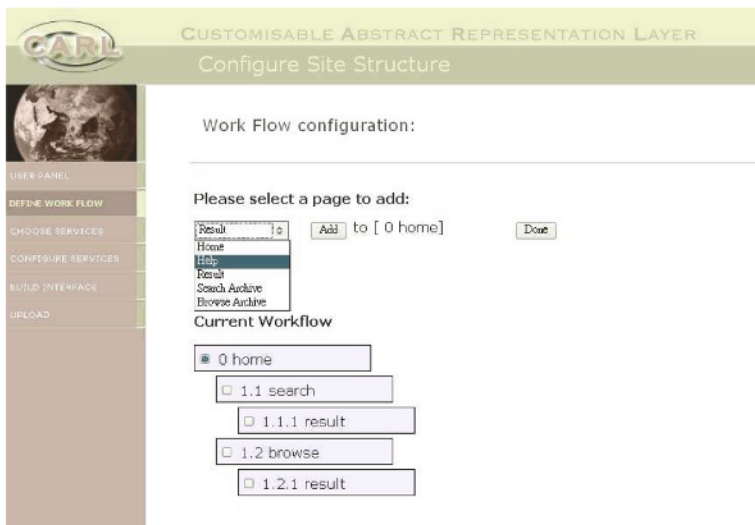 CARL
CUSTOMISABLE ABSTRACT REPRESENTATION LAYER
Configure Site Structure
Work Flow configuration:
USER PANEL
DEFINE WORK FLOW
CHOOSE SERVICES
CONFIGURE SERVICES
BUILD INTERFACE
UPLOAD
Please select a page to add:
Result Add to [ 0 home] Done
Home
Help
Result
Search Archive
Browse Archive
Current Workflow
0 home
1.1 search
1.1.1 result
1.2 browse
1.2.1 result